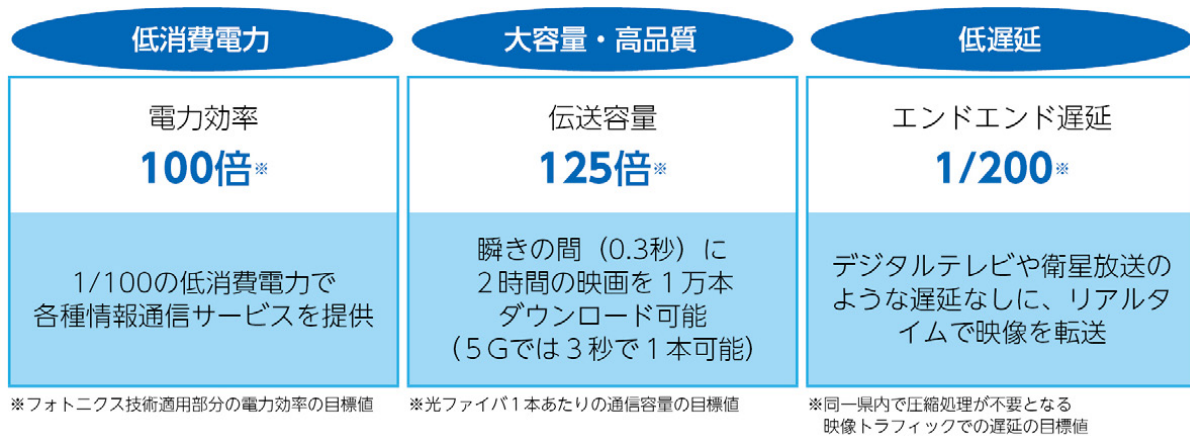 低消費電力
電力効率
100倍※
1/100の低消費電力で
各種情報通信サービスを提供
※フォトニクス技術適用部分の電力効率の目標値
大容量・高品質
伝送容量
125倍※
瞬きの間（0.3秒）に
２時間の映画を１万本
ダウンロード可能
（５Ｇでは３秒で１本可能）
※光ファイバ１本あたりの通信容量の目標値
低遅延
エンドエンド遅延
1/200※
デジタルテレビや衛星放送の
ような遅延なしに、リアルタ
イムで映像を転送
※同一県内で圧縮処理が不要となる
映像トラフィックでの遅延の目標値